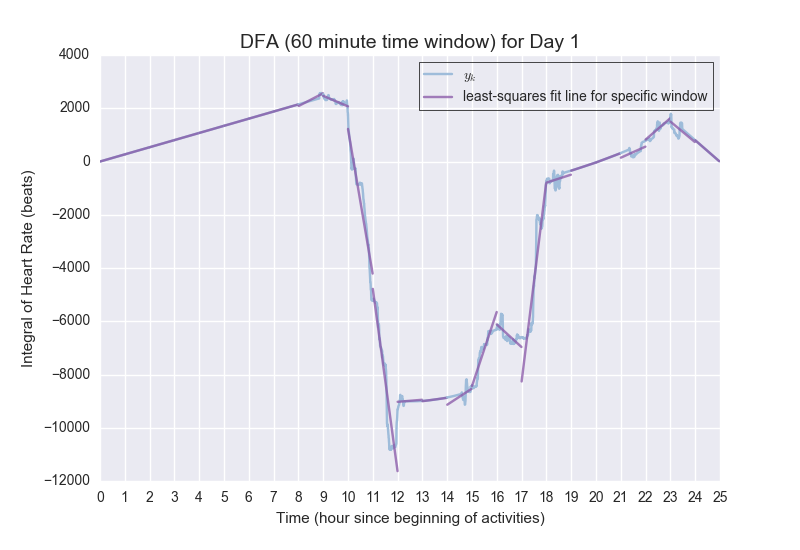 DFA (60 minute time window) for Day 1
y_k
least-squares fit line for specific window
4000
2000
0
−2000
−4000
−6000
−8000
−10000
−12000
Integral of Heart Rate (beats)
0 1 2 3 4 5 6 7 8 9 10 11 12 13 14 15 16 17 18 19 20 21 22 23 24 25
Time (hour since beginning of activities)